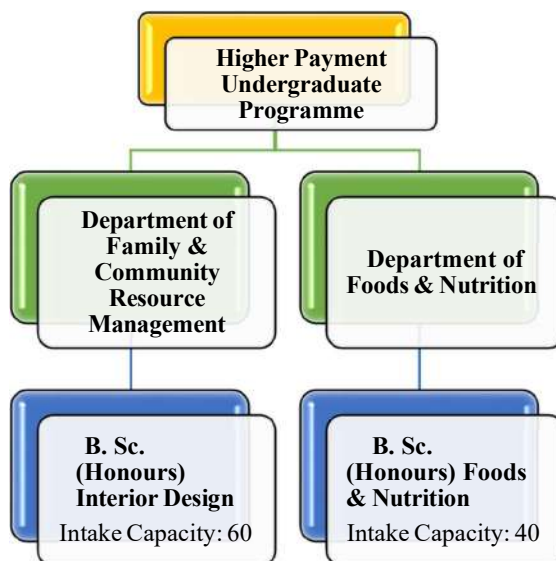 Higher Payment
Undergraduate
Programme
Department of
Family &
Community
Resource
Management
Department of
Foods & Nutrition
B. Sc.
(Honours)
Interior Design
Intake Capacity: 60
B. Sc.
(Honours) Foods
& Nutrition
Intake Capacity: 40